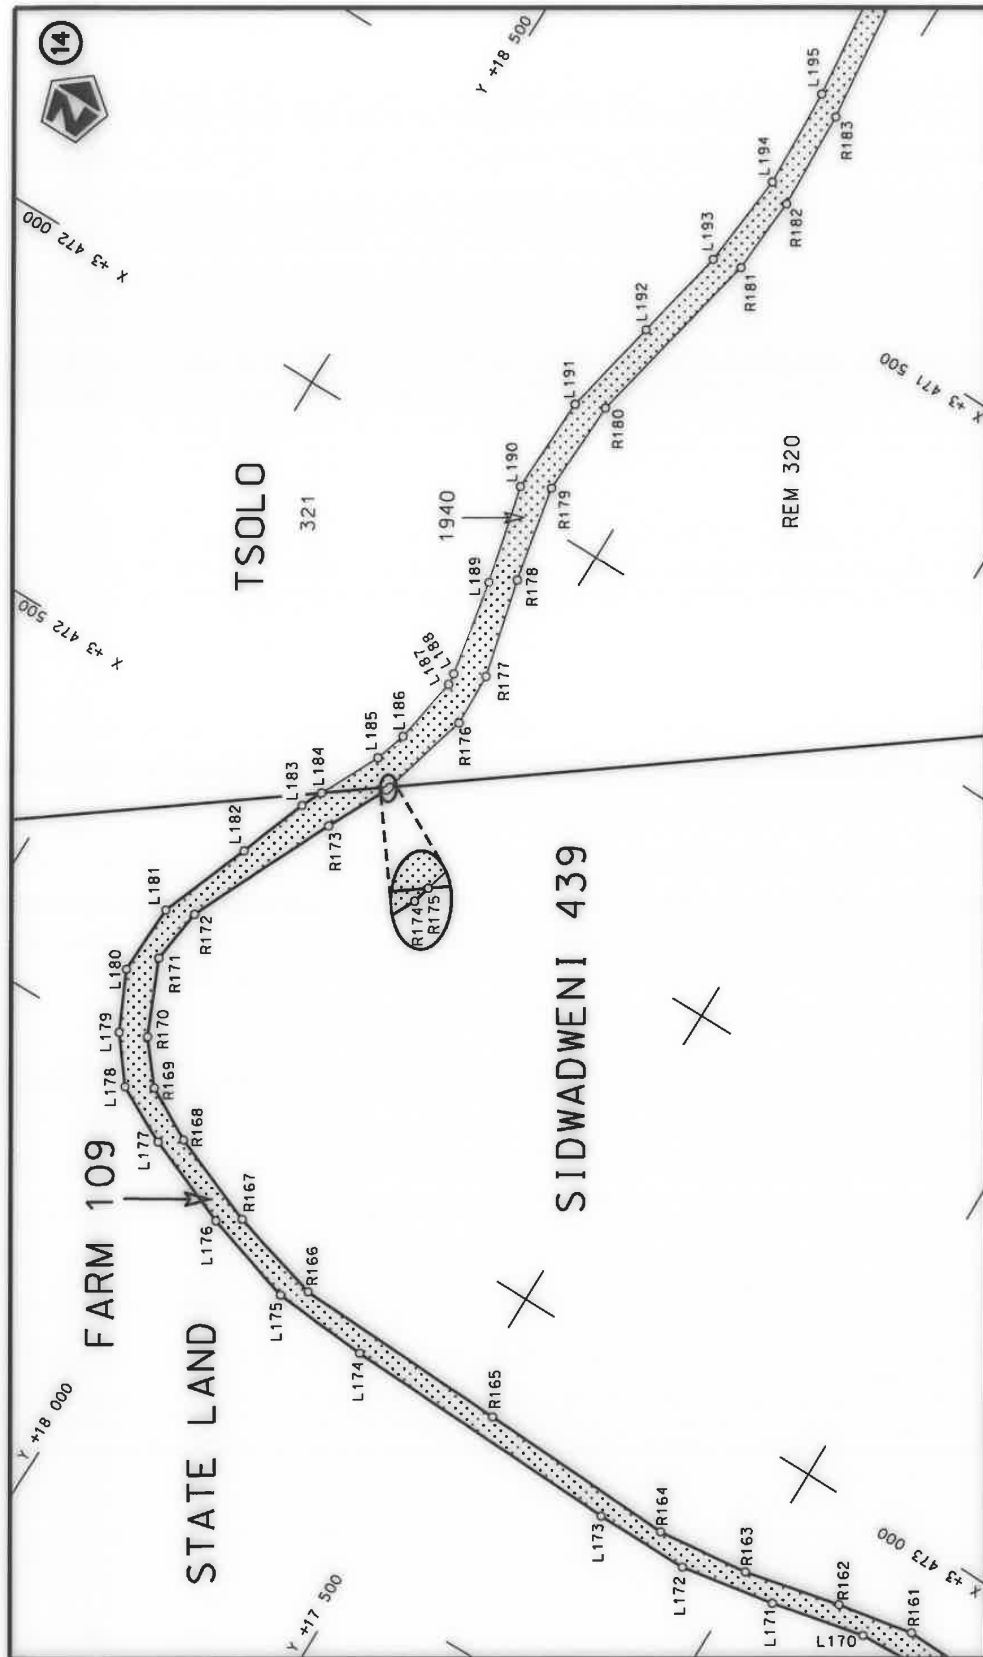 14
N
Y +18 500
X +3 472 000
L195
R183
L194
R182
L193
R181
L192
X +3 471 500
L191
R180
TSOLO
321
L190
1940
R179
REM 320
X +3 472 500
L189
R178
L188
L187
R177
L186
R176
L185
L184
L183
R173
L182
R174
R175
L181
R172
L180
R171
L179
R170
L178
R169
SIDWADWENI 439
L177
R168
FARM 109
R167
L176
R166
L175
STATE LAND
L174
R165
Y +18 000
L173
R164
L172
R163
Y +17 500
L171
R162
X +3 473 000
L170
R161